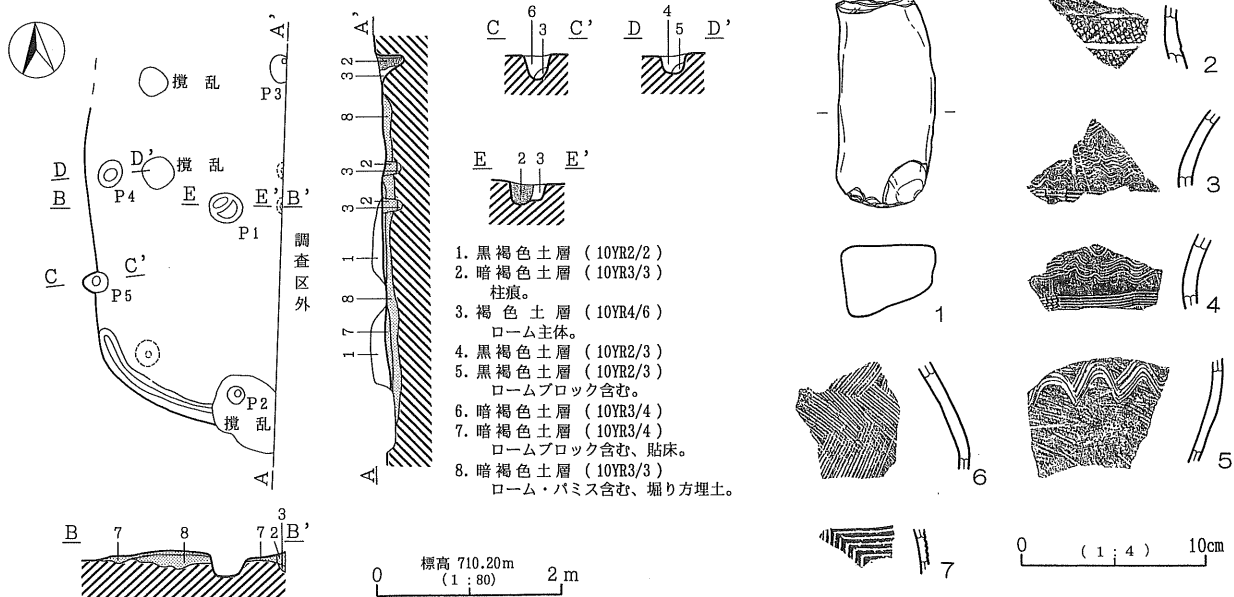 A'
撹乱
P3
D
D'
撹乱
P4
B
E
E'
B'
P1
調査区外
C
C'
P5
P2
撹乱
A
A'
2
3
8
2
3
2
3
1
8
7
1
A
6
3
C
C'
4
5
D
D'
E
2
3
E'
1. 黒褐色土層 (10YR2/2)
2. 暗褐色土層 (10YR3/3)
柱痕。
3. 褐色土層 (10YR4/6)
ローム主体。
4. 黒褐色土層 (10YR2/3)
5. 黒褐色土層 (10YR2/3)
ロームブロック含む。
6. 暗褐色土層 (10YR3/4)
7. 暗褐色土層 (10YR3/4)
ロームブロック含む、貼床。
8. 暗褐色土層 (10YR3/3)
ローム・パミス含む、堀り方埋土。
B
7
8
7
2
3
B'
標高 710.20m
(1:80)
0
2m
1
2
3
4
5
6
7
0
(1:4)
10cm